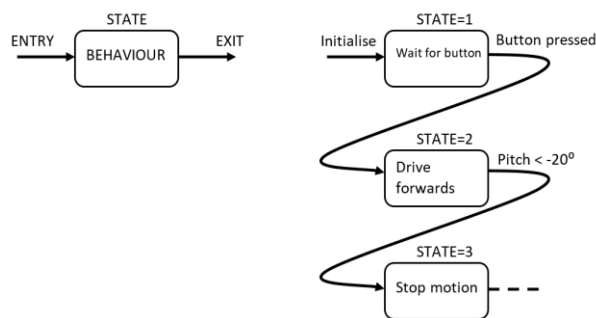 STATE
ENTRY
BEHAVIOUR
EXIT
STATE=1
Initialise
Wait for button
Button pressed
STATE=2
Drive
forwards
Pitch < -20⁰
STATE=3
Stop motion